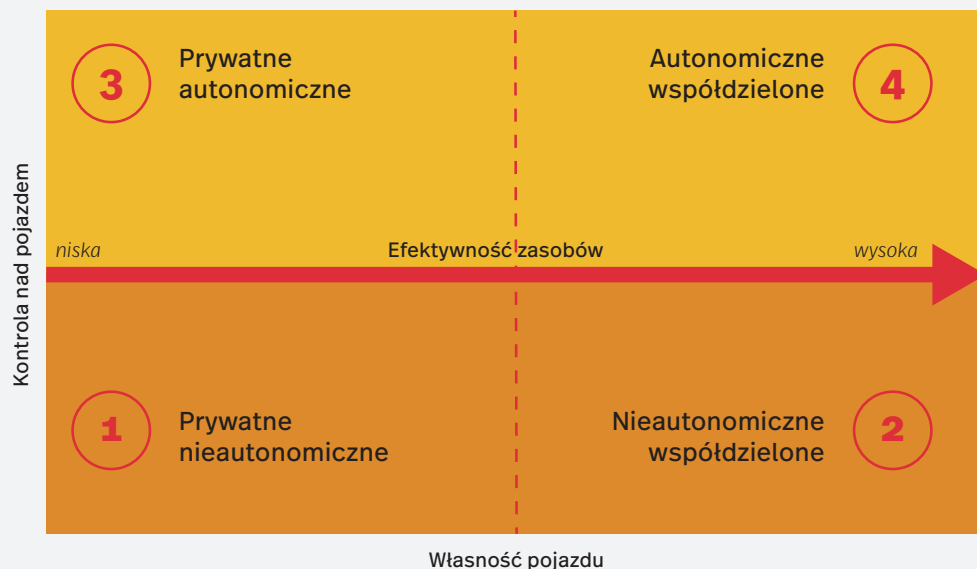 3
Prywatne
autonomiczne
Autonomiczne
współdzielone
4
Kontrola nad pojazdem
niska
Efektywność zasobów
wysoka
1
Prywatne
nieautonomiczne
Nieautonomiczne
współdzielone
2
Własność pojazdu